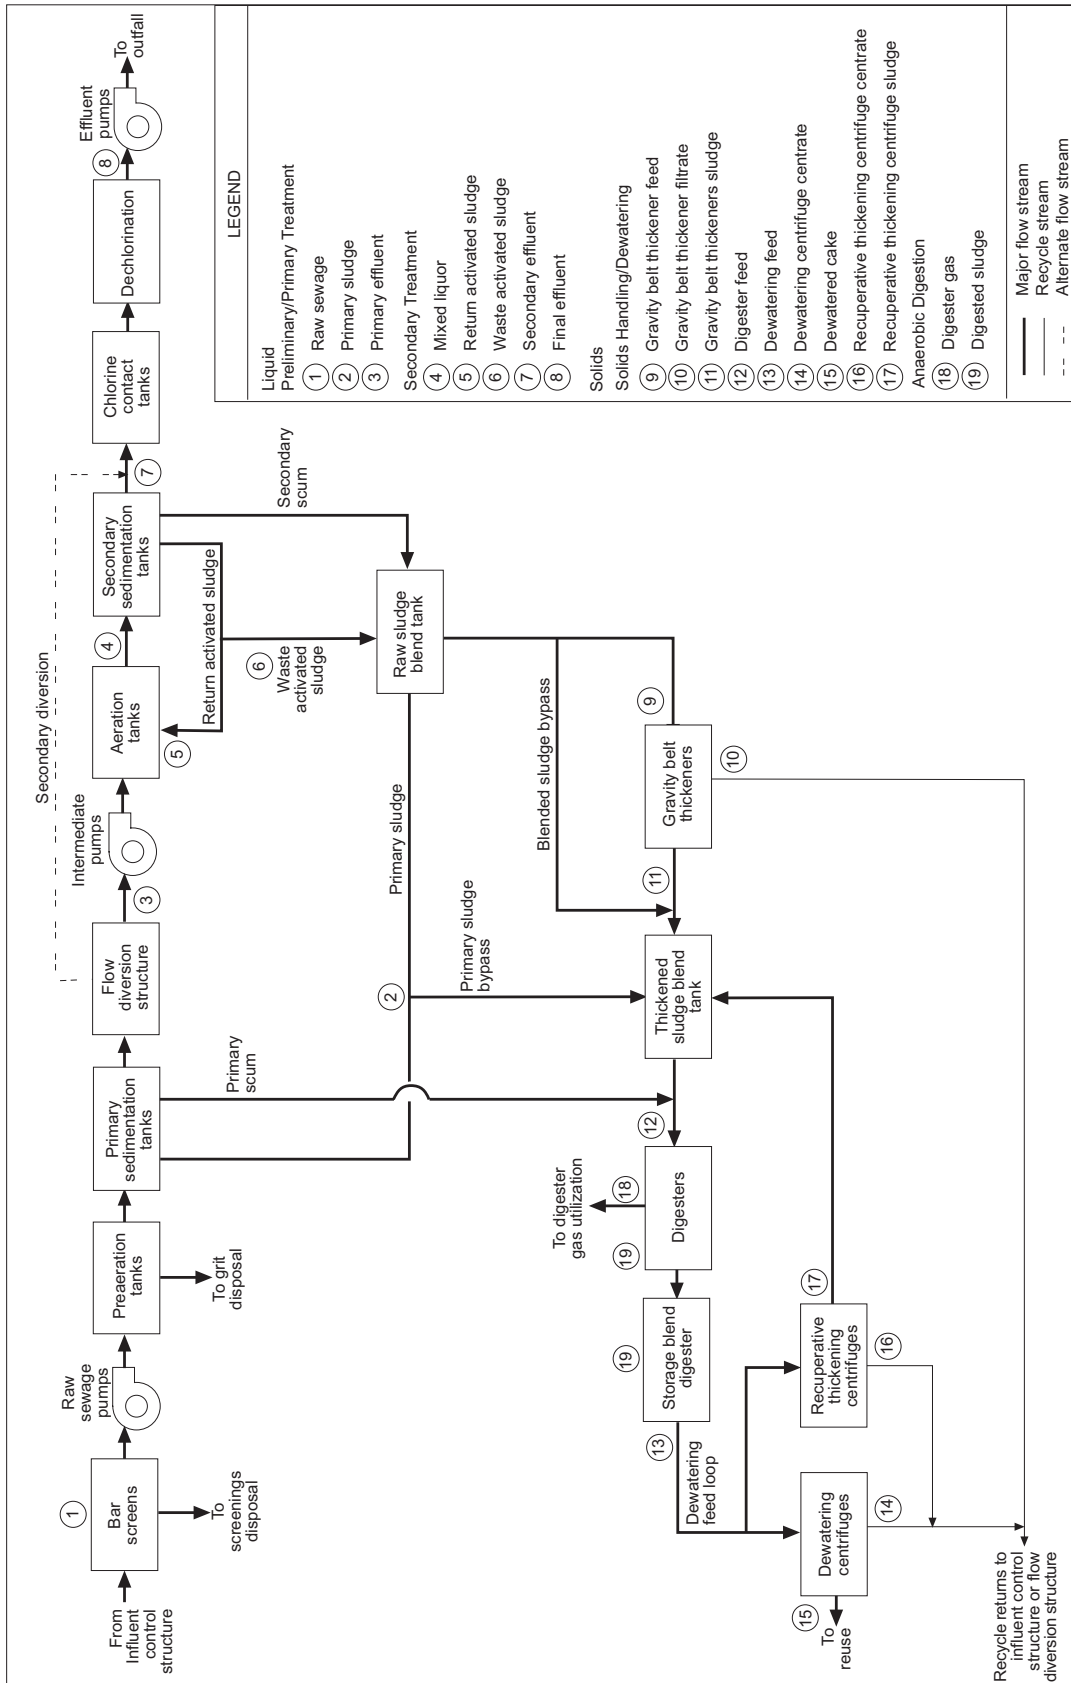 From
Influent
control
structure
1
Bar
screens
To
screenings
disposal
Raw
sewage
pumps
Preaeration
tanks
To grit
disposal
Primary
sedimentation
tanks
Primary
scum
Flow
diversion
structure
3
Intermediate
pumps
Secondary diversion
Aeration
tanks
5
4
Return activated sludge
Secondary
sedimentation
tanks
7
Secondary
scum
Chlorine
contact
tanks
Dechlorination
8
Effluent
pumps
To
outfall
6
Waste
activated
sludge
Raw sludge
blend tank
Primary sludge
2
Primary sludge
bypass
Blended sludge bypass
9
Gravity belt
thickeners
10
11
Thickened
sludge blend
tank
12
To digester
gas utilization
18
19
Digesters
19
Storage blend
digester
13
Dewatering
feed loop
17
Recuperative
thickening
centrifuges
16
Dewatering
centrifuges
14
15
To
reuse
Recycle returns to
influent control
structure or flow
diversion structure
LEGEND
Liquid
Preliminary/Primary Treatment
1 Raw sewage
2 Primary sludge
3 Primary effluent
Secondary Treatment
4 Mixed liquor
5 Return activated sludge
6 Waste activated sludge
7 Secondary effluent
8 Final effluent
Solids
Solids Handling/Dewatering
9 Gravity belt thickener feed
10 Gravity belt thickener filtrate
11 Gravity belt thickeners sludge
12 Digester feed
13 Dewatering feed
14 Dewatering centrifuge centrate
15 Dewatered cake
16 Recuperative thickening centrifuge centrate
17 Recuperative thickening centrifuge sludge
Anaerobic Digestion
18 Digester gas
19 Digested sludge
Major flow stream
Recycle stream
Alternate flow stream